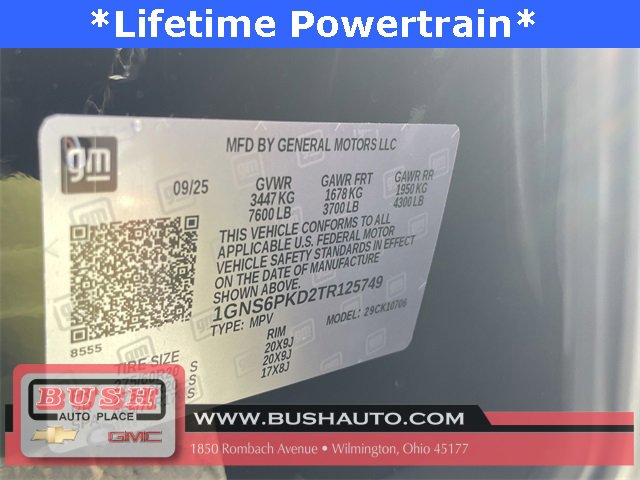 *Lifetime Powertrain*
gm
MFD BY GENERAL MOTORS LLC
09/25 GVWR GAWR FRT GAWR RR
3447 KG 1678 KG 1950 KG
7600 LB 3700 LB 4300 LB
THIS VEHICLE CONFORMS TO ALL
APPLICABLE U.S. FEDERAL MOTOR
VEHICLE SAFETY STANDARDS IN EFFECT
ON THE DATE OF MANUFACTURE
SHOWN ABOVE.
1GNS6PKD2TR125749
TYPE: MPV MODEL: 29CK10706
8555
TIRE SIZE RIM
275/60R20 S 20X9J
S 20X9J
S 17X8J
BUSH
AUTO PLACE
GMC
WWW.BUSHAUTO.COM
1850 Rombach Avenue • Wilmington, Ohio 45177